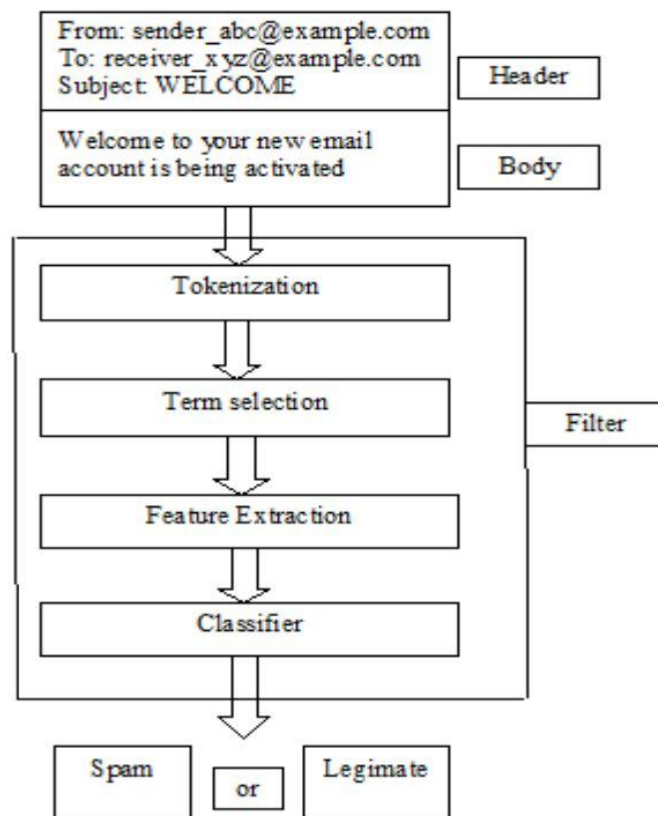 From: sender_abc@example.com
To: receiver_xyz@example.com
Subject: WELCOME
Header
Welcome to your new email
account is being activated
Body
Tokenization
Term selection
Filter
Feature Extraction
Classifier
Spam
or
Legimate